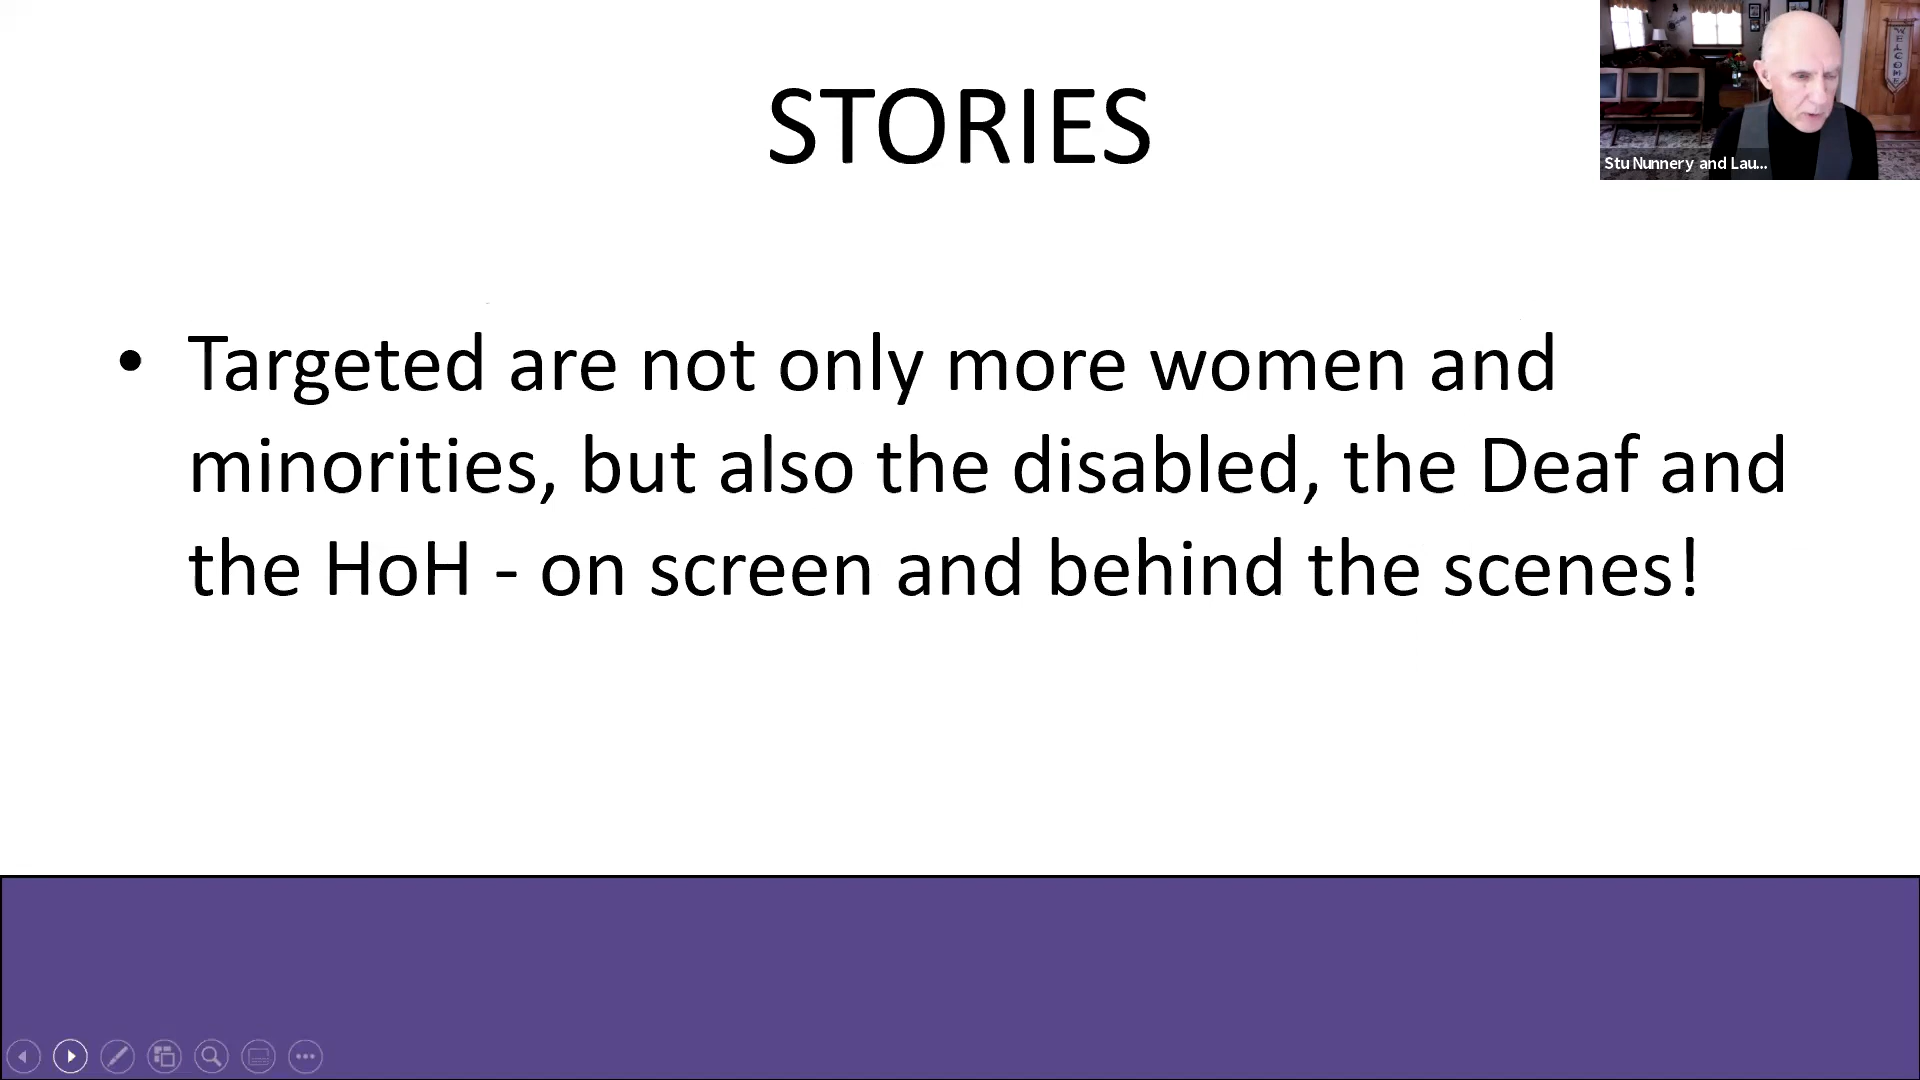 STORIES
WELCOME
Stu Nunnery and Lau...
• Targeted are not only more women and
minorities, but also the disabled, the Deaf and
the HoH - on screen and behind the scenes!